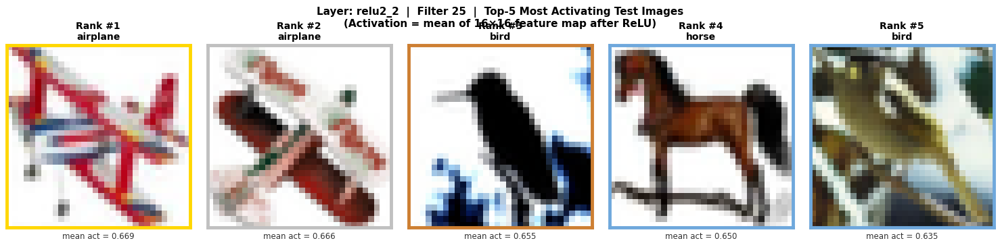 Layer: relu2_2 | Filter 25 | Top-5 Most Activating Test Images
(Activation = mean of 16×16 feature map after ReLU)
Rank #1
airplane
Rank #2
airplane
Rank #3
bird
Rank #4
horse
Rank #5
bird
mean act = 0.669
mean act = 0.666
mean act = 0.655
mean act = 0.650
mean act = 0.635